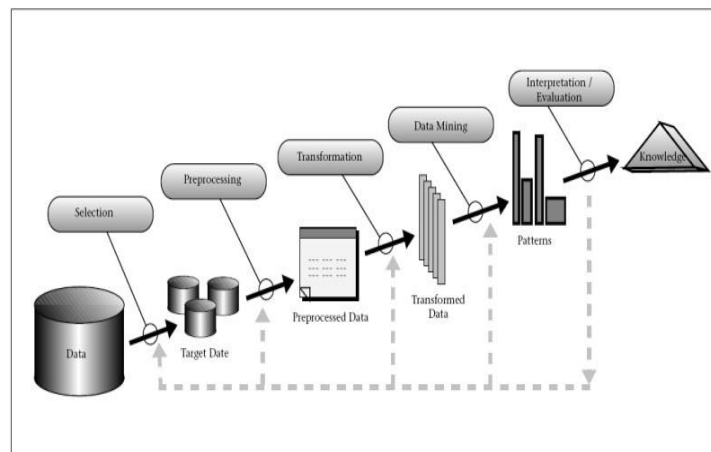 Interpretation /
Evaluation
Data Mining
Transformation
Preprocessing
Selection
Data
Target Date
Preprocessed Data
Transformed
Data
Patterns
Knowledge